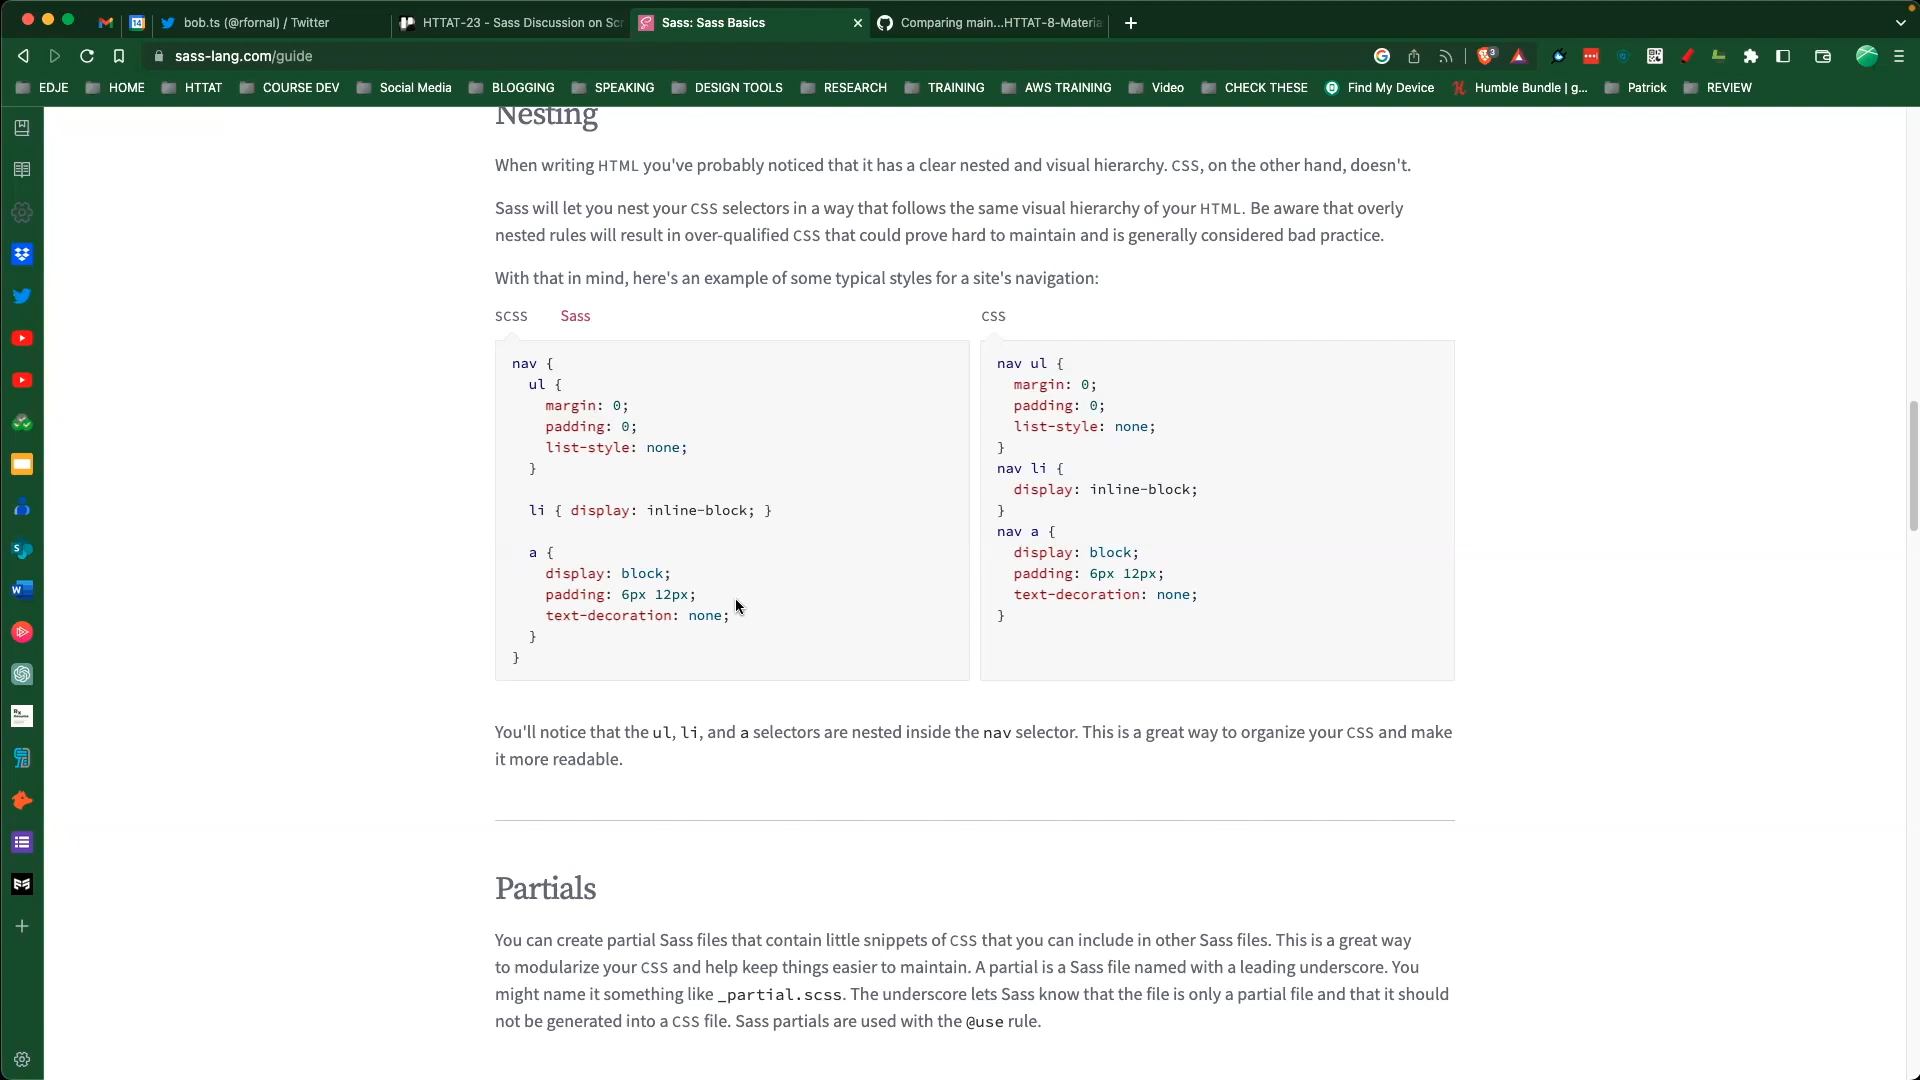 bob.ts (@rfornal) / Twitter
HTTAT-23 - Sass Discussion on Scr
Sass: Sass Basics
Comparing main...HTTAT-8-Materia
14
sass-lang.com/guide
3
EDJE
HOME
HTTAT
COURSE DEV
Social Media
BLOGGING
SPEAKING
DESIGN TOOLS
RESEARCH
TRAINING
AWS TRAINING
Video
CHECK THESE
Find My Device
Humble Bundle | g...
Patrick
REVIEW
Nesting
When writing HTML you've probably noticed that it has a clear nested and visual hierarchy. CSS, on the other hand, doesn't.
Sass will let you nest your CSS selectors in a way that follows the same visual hierarchy of your HTML. Be aware that overly
nested rules will result in over-qualified CSS that could prove hard to maintain and is generally considered bad practice.
With that in mind, here's an example of some typical styles for a site's navigation:
SCSS
Sass
nav {
ul {
margin: 0;
padding: 0;
list-style: none;
}
li { display: inline-block; }
a {
display: block;
padding: 6px 12px;
text-decoration: none;
}
}
CSS
nav ul {
margin: 0;
padding: 0;
list-style: none;
}
nav li {
display: inline-block;
}
nav a {
display: block;
padding: 6px 12px;
text-decoration: none;
}
You'll notice that the ul, li, and a selectors are nested inside the nav selector. This is a great way to organize your CSS and make
it more readable.
Partials
You can create partial Sass files that contain little snippets of CSS that you can include in other Sass files. This is a great way
to modularize your CSS and help keep things easier to maintain. A partial is a Sass file named with a leading underscore. You
might name it something like _partial.scss. The underscore lets Sass know that the file is only a partial file and that it should
not be generated into a CSS file. Sass partials are used with the @use rule.